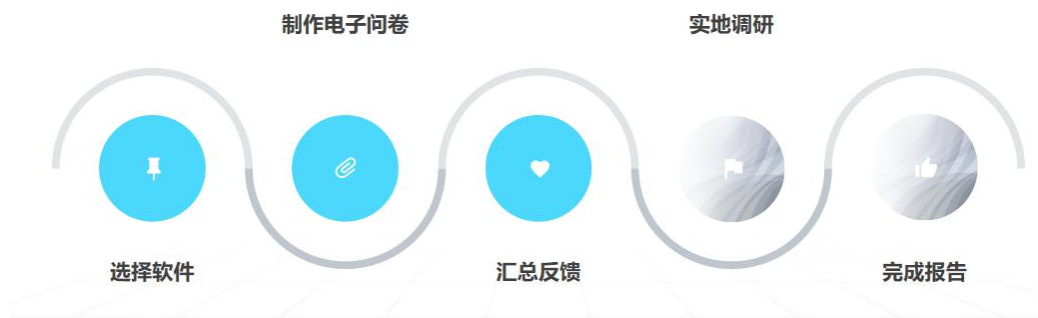 制作电子问卷
实地调研
选择软件
汇总反馈
完成报告